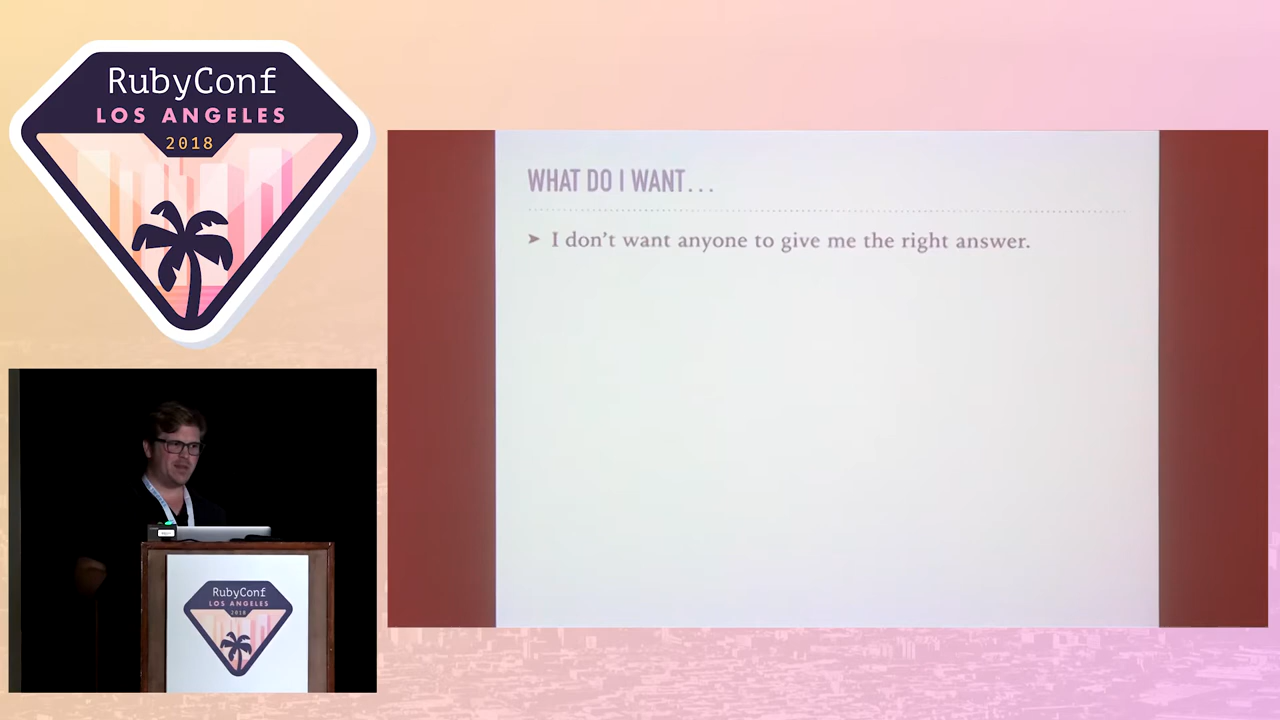 RubyConf
LOS ANGELES
2018
WHAT DO I WANT...
➤ I don't want anyone to give me the right answer.
RubyConf
LOS ANGELES
2018